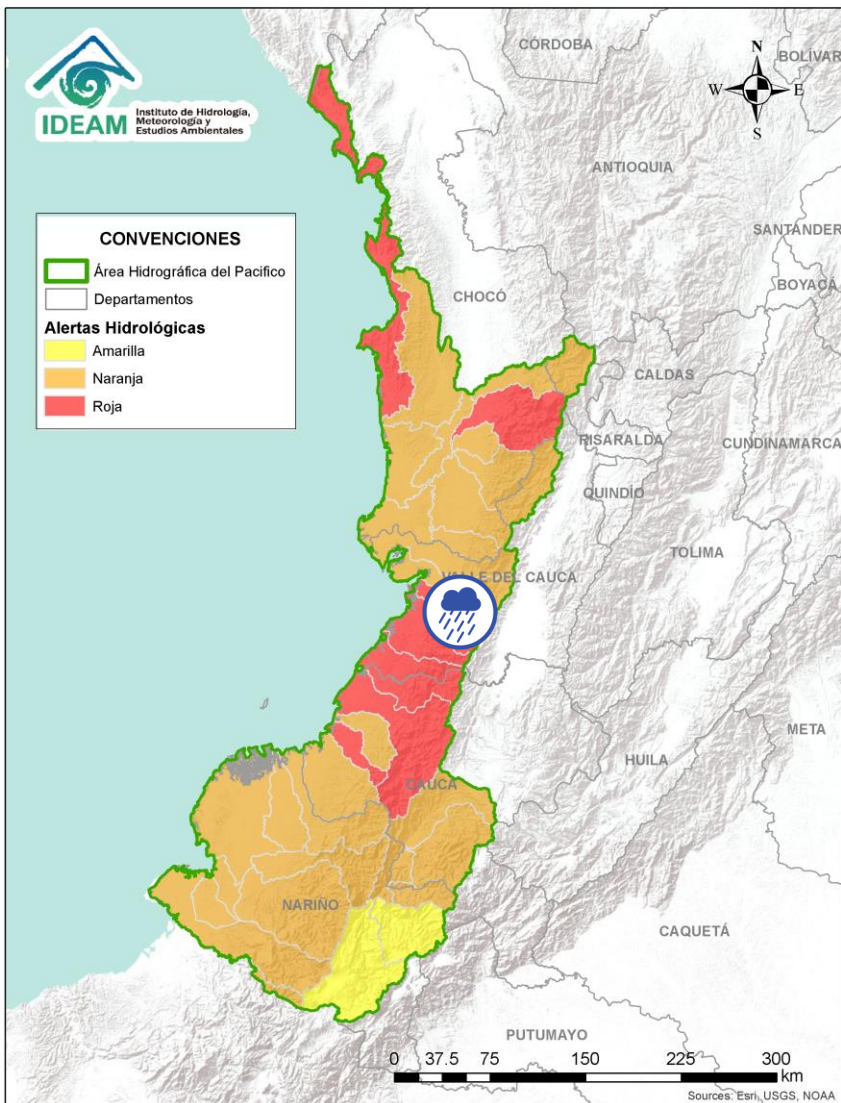 IDEAM
Instituto de Hidrología,
Meteorología y
Estudios Ambientales
N
W
E
S
CONVENCIONES
Área Hidrográfica del Pacifico
Departamentos
Alertas Hidrológicas
Amarilla
Naranja
Roja
CÓRDOBA
BOLÍVAR
ANTIOQUIA
SANTÁNDER
BOYACÁ
CHOCÓ
CALDAS
RISARALDA
CUNDINAMARCA
QUINDÍO
TOLIMA
VALLE DEL CAUCA
META
HUILA
CAUCA
NARIÑO
CAQUETÁ
PUTUMAYO
0 37.5 75 150 225 300
km
Sources: Esri, USGS, NOAA